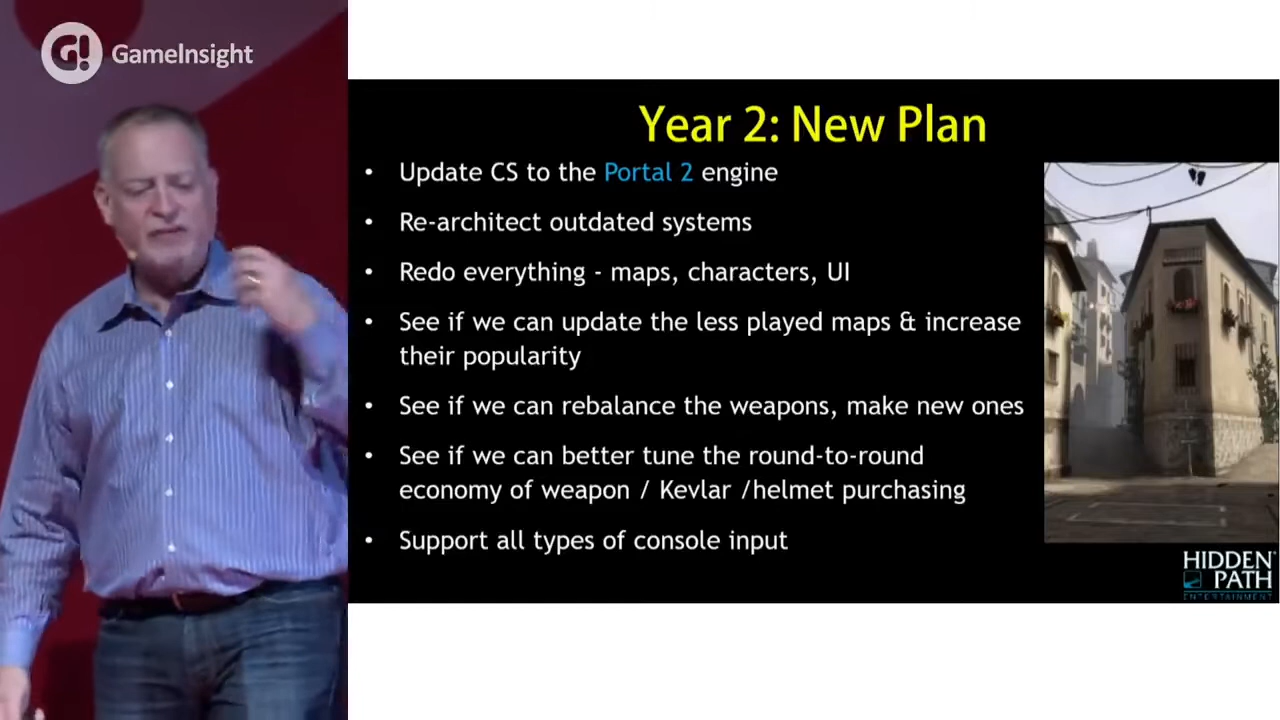 G!
GameInsight
Year 2: New Plan
• Update CS to the Portal 2 engine
• Re-architect outdated systems
• Redo everything - maps, characters, UI
• See if we can update the less played maps & increase
their popularity
• See if we can rebalance the weapons, make new ones
• See if we can better tune the round-to-round
economy of weapon / Kevlar /helmet purchasing
• Support all types of console input
HIDDEN
PATH
ENTERTAINMENT